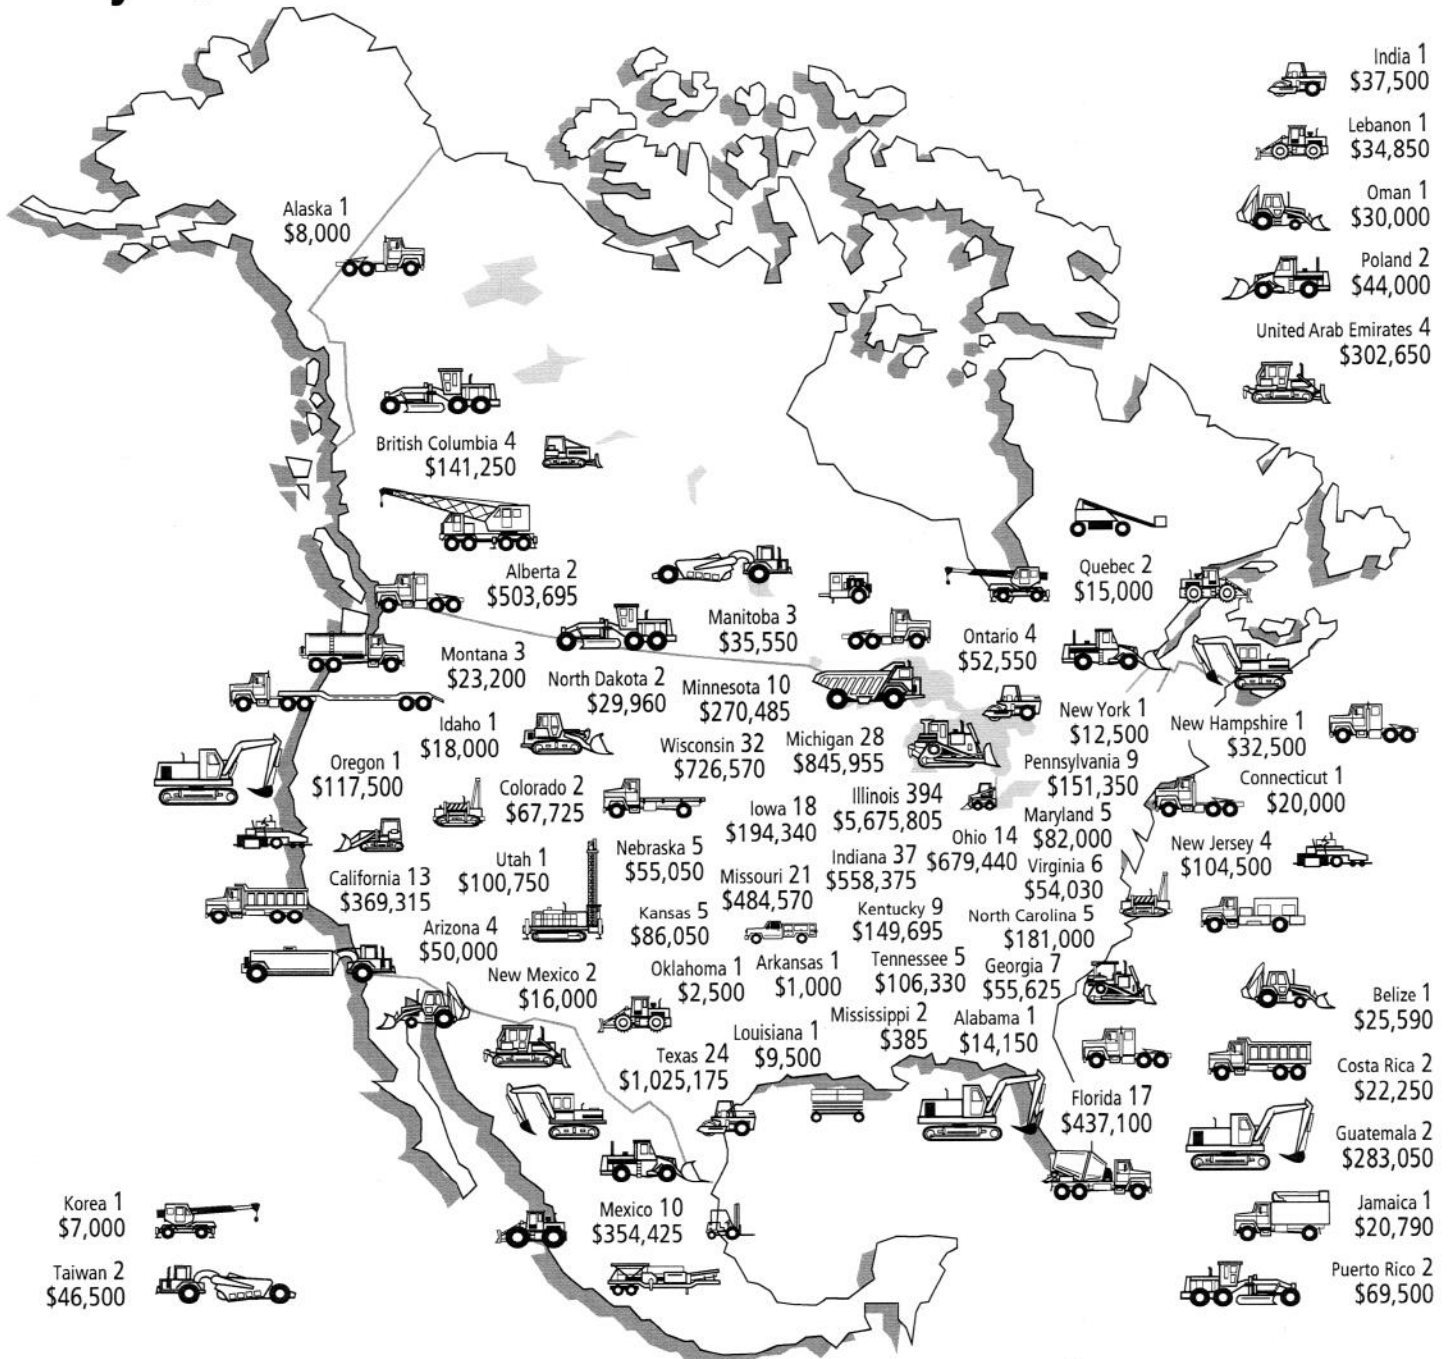 India 1
$37,500
Lebanon 1
$34,850
Oman 1
$30,000
Poland 2
$44,000
United Arab Emirates 4
$302,650
Alaska 1
$8,000
British Columbia 4
$141,250
Alberta 2
$503,695
Manitoba 3
$35,550
Ontario 4
$52,550
Quebec 2
$15,000
Montana 3
$23,200
North Dakota 2
$29,960
Minnesota 10
$270,485
Idaho 1
$18,000
Oregon 1
$117,500
Colorado 2
$67,725
Wisconsin 32
$726,570
Michigan 28
$845,955
New York 1
$12,500
New Hampshire 1
$32,500
Pennsylvania 9
$151,350
Connecticut 1
$20,000
Iowa 18
$194,340
Illinois 394
$5,675,805
Maryland 5
$82,000
Ohio 14
$679,440
New Jersey 4
$104,500
Utah 1
$100,750
Nebraska 5
$55,050
Indiana 37
$558,375
Virginia 6
$54,030
California 13
$369,315
Missouri 21
$484,570
Arizona 4
$50,000
Kansas 5
$86,050
Kentucky 9
$149,695
North Carolina 5
$181,000
New Mexico 2
$16,000
Oklahoma 1
$2,500
Arkansas 1
$1,000
Tennessee 5
$106,330
Georgia 7
$55,625
Mississippi 2
$385
Alabama 1
$14,150
Louisiana 1
$9,500
Texas 24
$1,025,175
Florida 17
$437,100
Belize 1
$25,590
Costa Rica 2
$22,250
Guatemala 2
$283,050
Jamaica 1
$20,790
Puerto Rico 2
$69,500
Mexico 10
$354,425
Korea 1
$7,000
Taiwan 2
$46,500